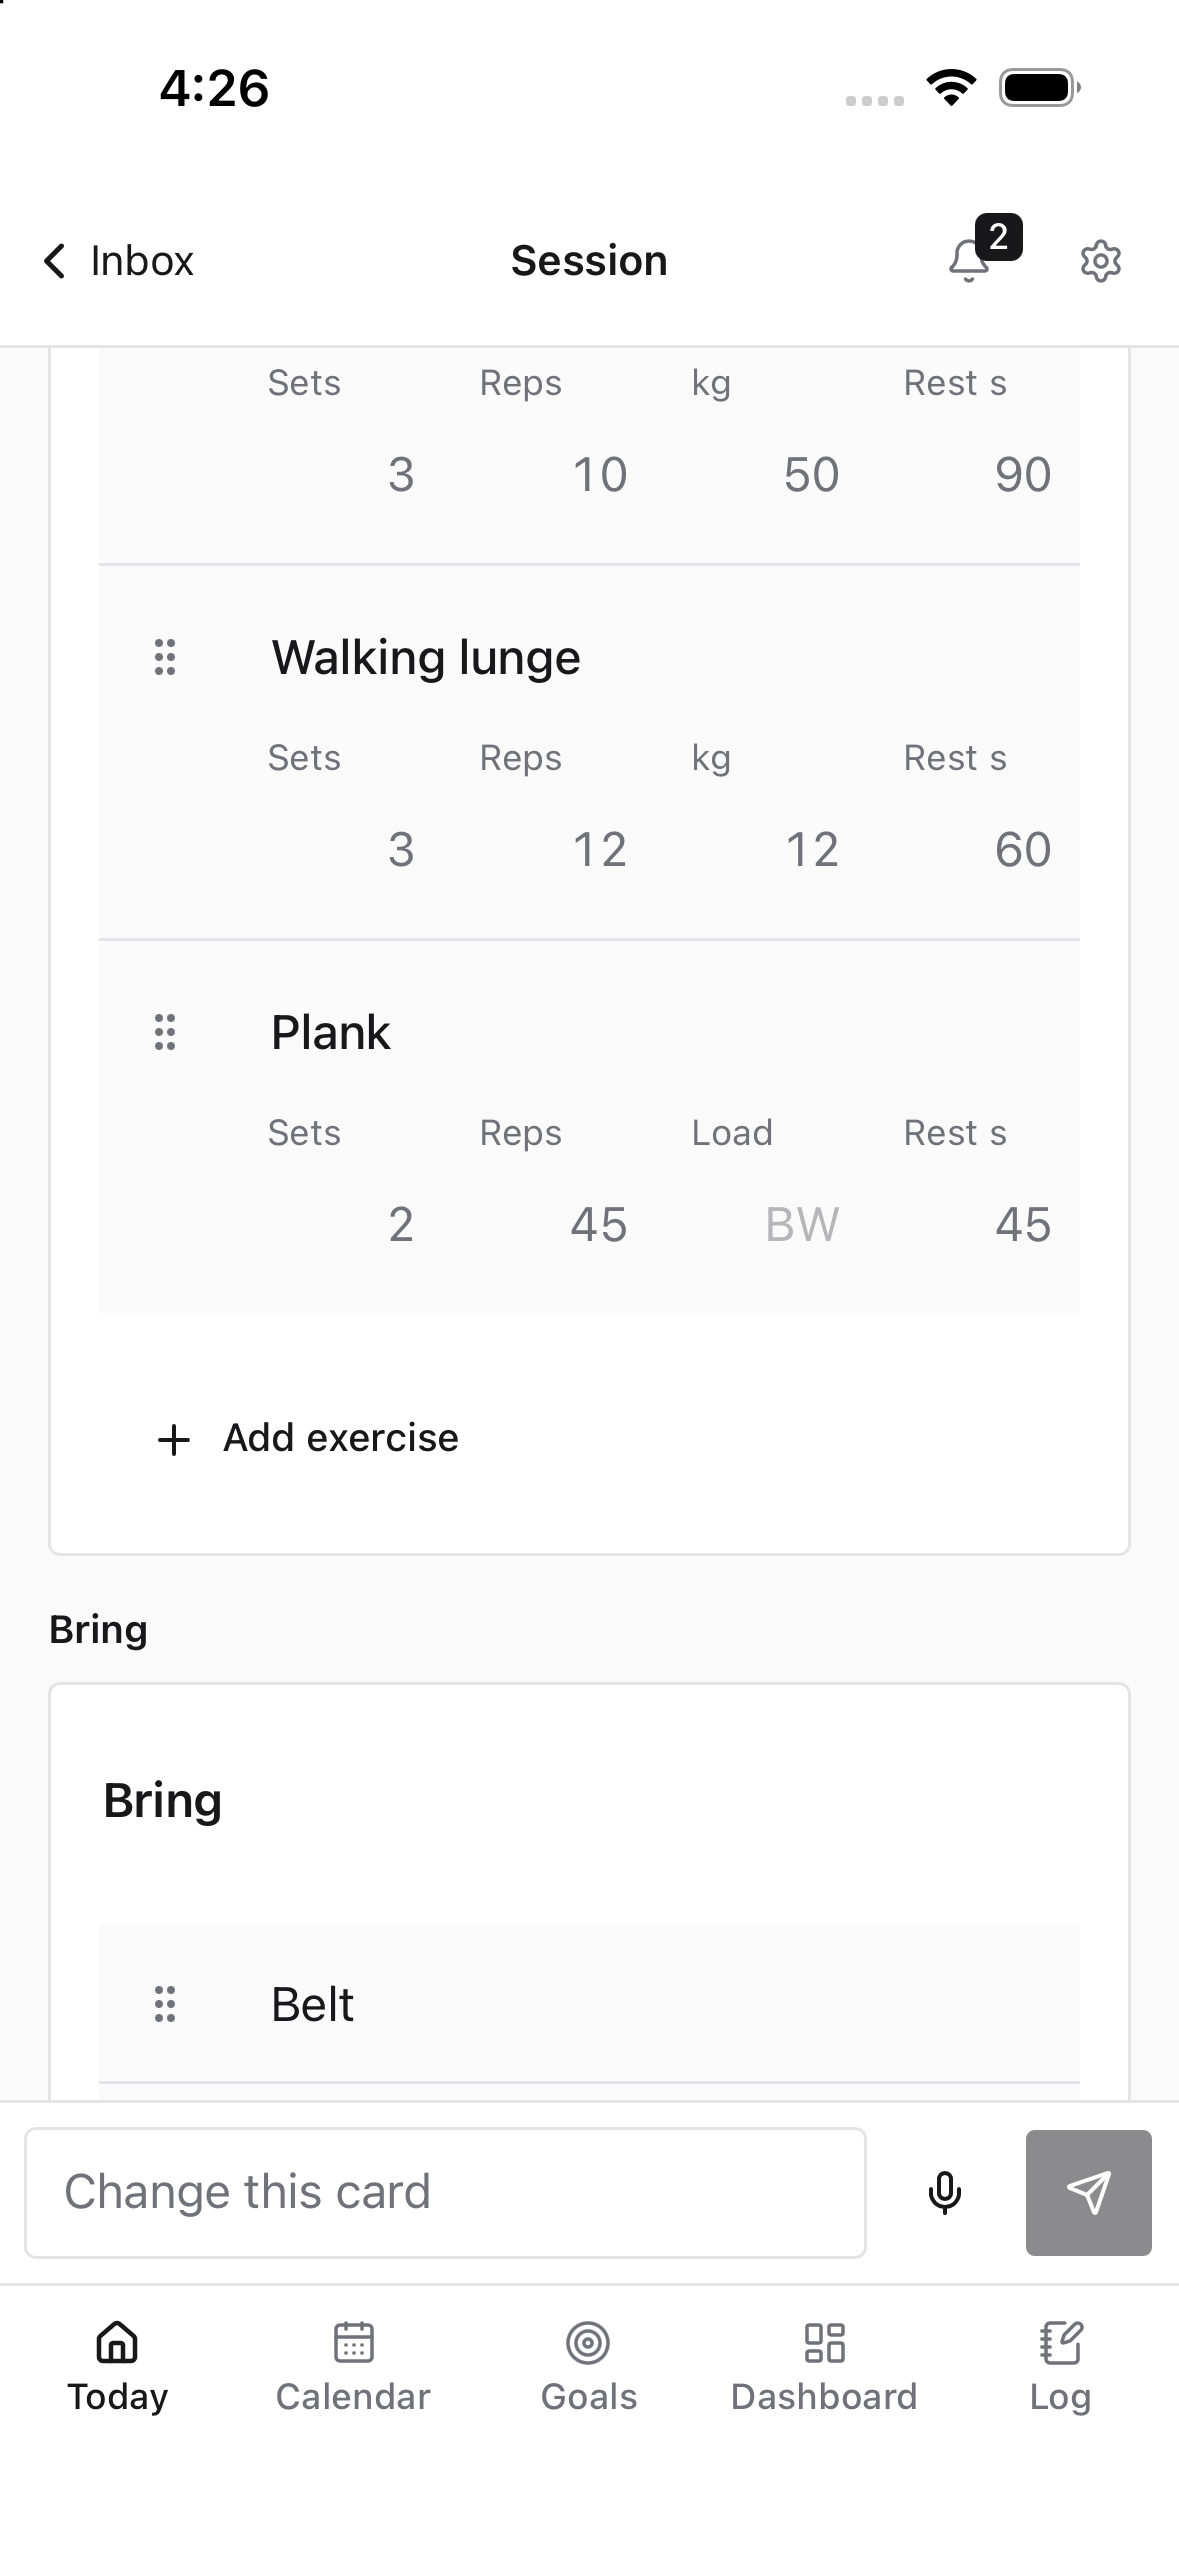 4:26
Inbox
Session
2
Sets Reps kg Rest s
3 10 50 90
Walking lunge
Sets Reps kg Rest s
3 12 12 60
Plank
Sets Reps Load Rest s
2 45 BW 45
Add exercise
Bring
Bring
Belt
Change this card
Today Calendar Goals Dashboard Log